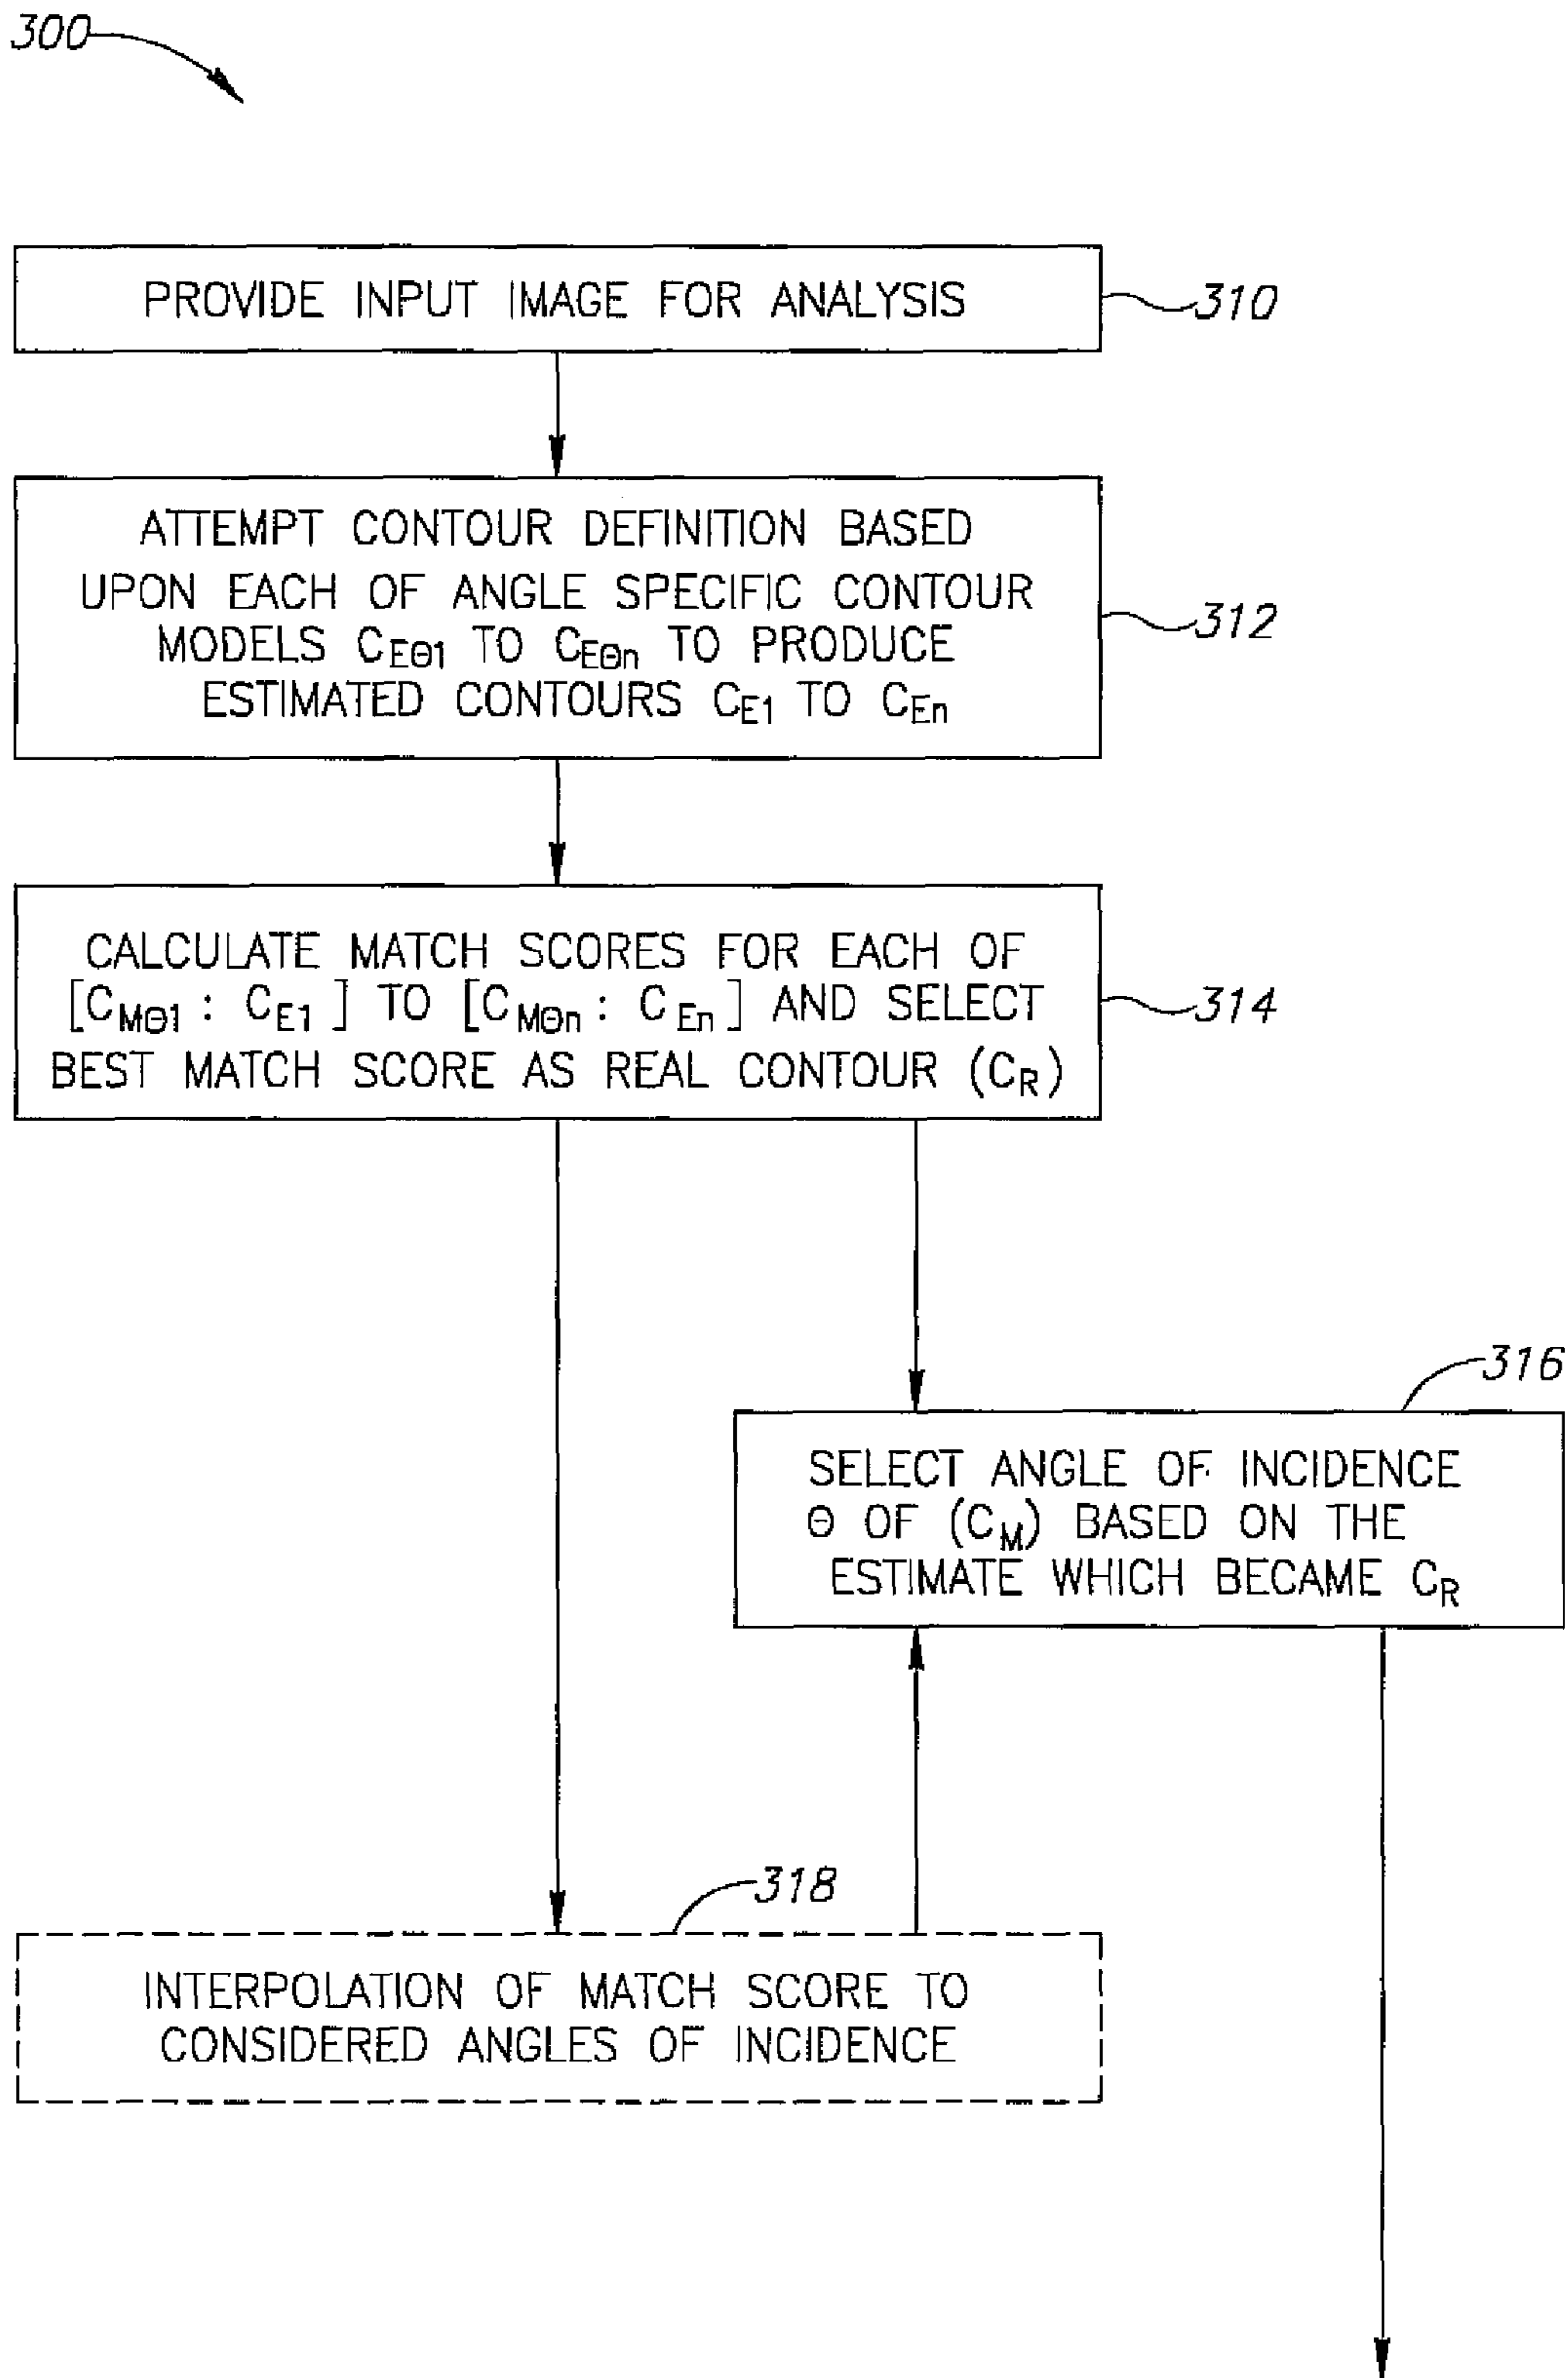 300
PROVIDE INPUT IMAGE FOR ANALYSIS
310
ATTEMPT CONTOUR DEFINITION BASED
UPON EACH OF ANGLE SPECIFIC CONTOUR
MODELS CEΘ1 TO CEΘn TO PRODUCE
ESTIMATED CONTOURS CE1 TO CEn
312
CALCULATE MATCH SCORES FOR EACH OF
[CMΘ1 : CE1 ] TO [CMΘn : CEn ] AND SELECT
BEST MATCH SCORE AS REAL CONTOUR (CR)
314
316
SELECT ANGLE OF INCIDENCE
Θ OF (CM) BASED ON THE
ESTIMATE WHICH BECAME CR
318
INTERPOLATION OF MATCH SCORE TO
CONSIDERED ANGLES OF INCIDENCE